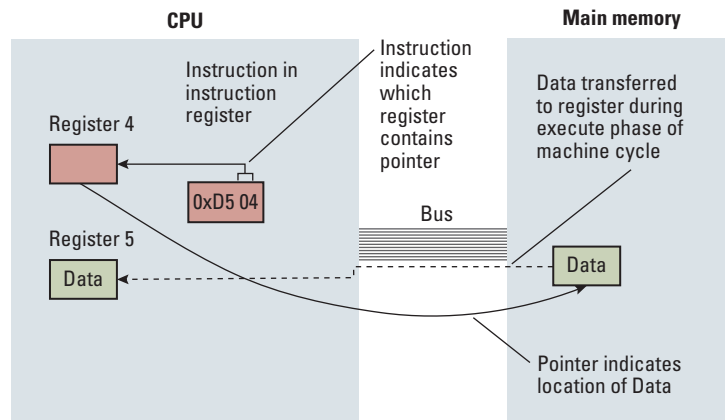 CPU
Main memory
Instruction in
instruction
register
Instruction
indicates
which
register
contains
pointer
Data transferred
to register during
execute phase of
machine cycle
Register 4
0xD5 04
Bus
Register 5
Data
Data
Pointer indicates
location of Data